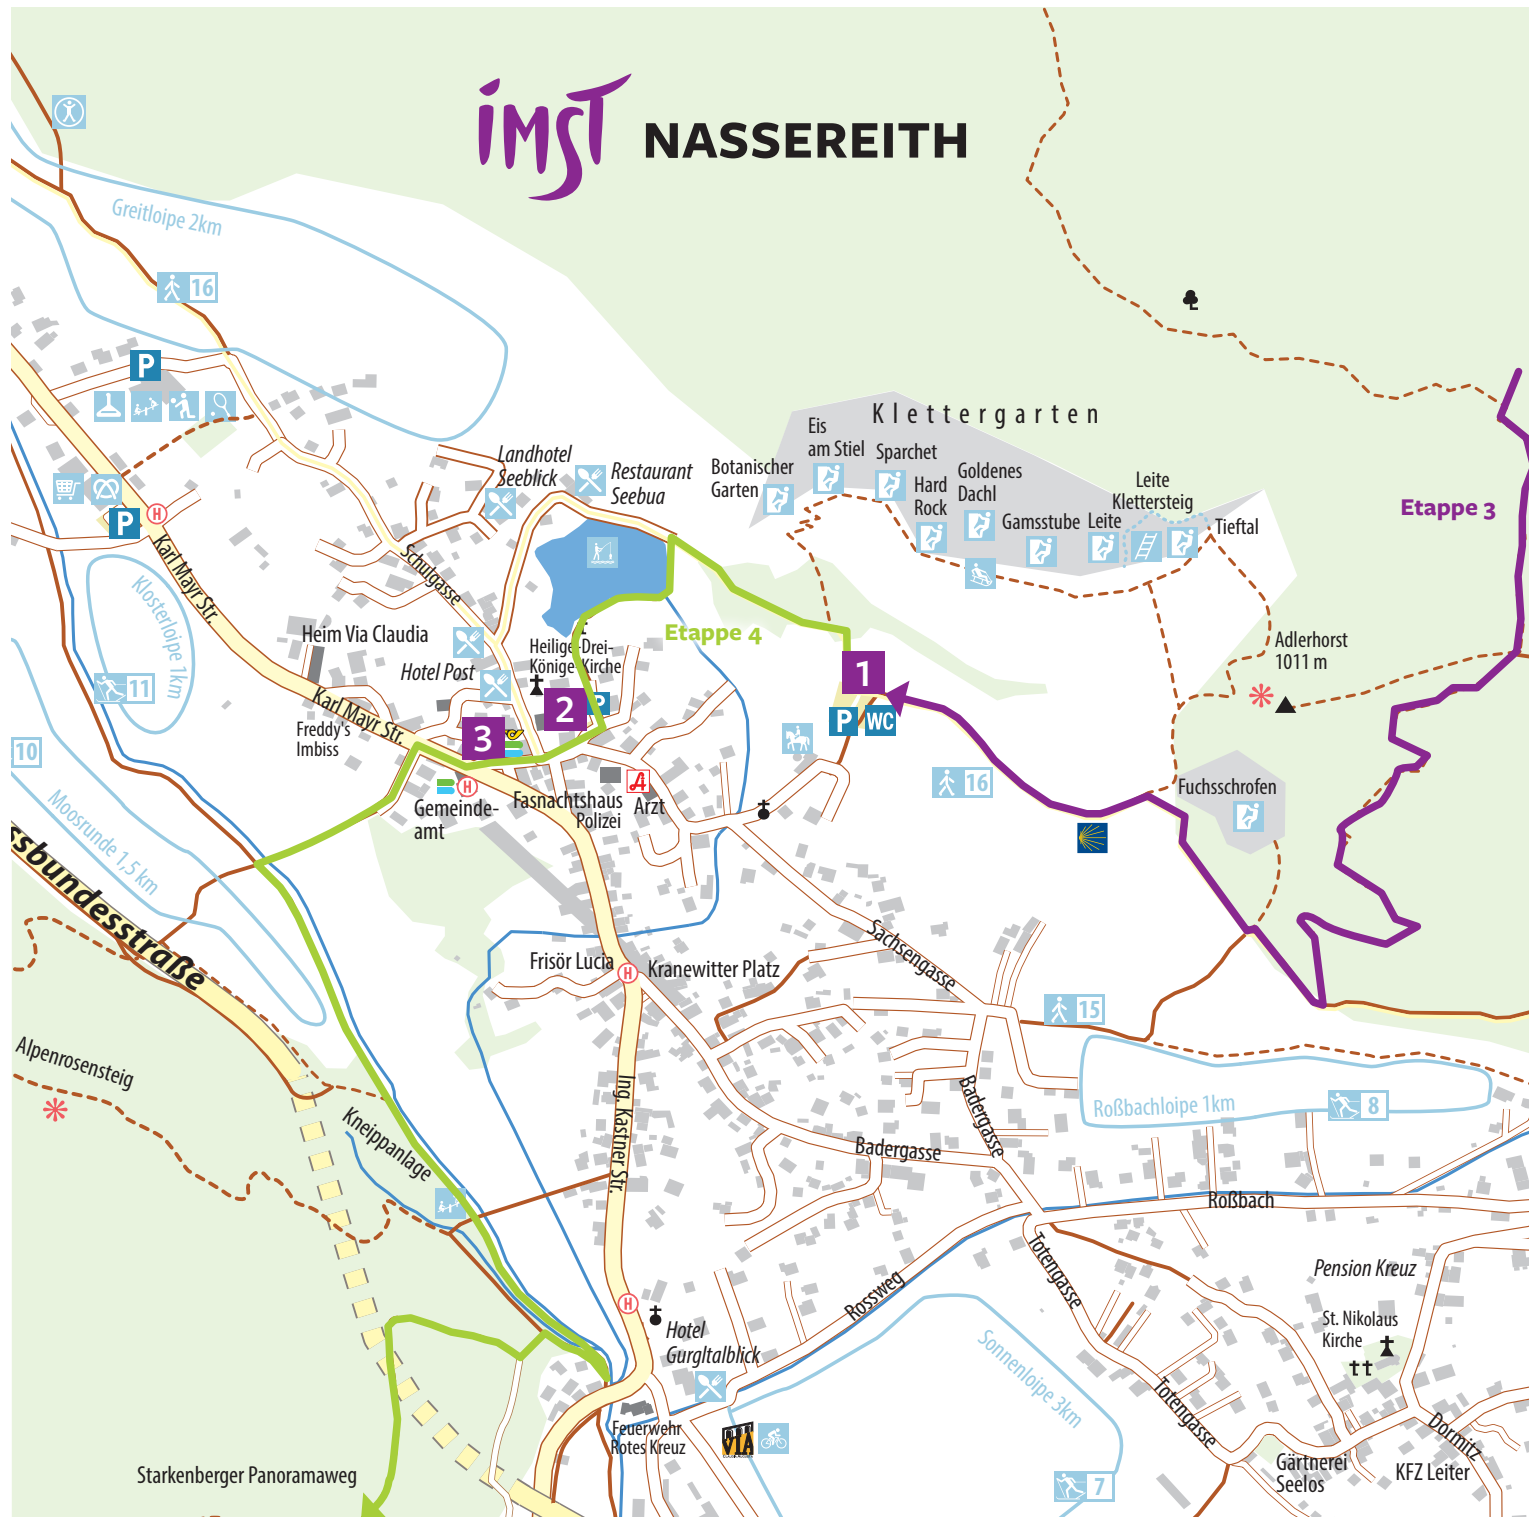 imst NASSEREITH
Greitloipe 2km
16
P
Klettergarten
Eis
am Stiel
Sparchet
Botanischer
Garten
Hard
Rock
Goldenes
Dachl
Gamsstube
Leite
Leite
Klettersteig
Tieftal
Etappe 3
Landhotel
Seeblick
Restaurant
Seebua
P
H
Karl Mayr Str.
Schulgasse
Klosterloipe 1km
11
Heim Via Claudia
Hotel Post
Heilige-Drei-
Könige-Kirche
Etappe 4
Adlerhorst
1011 m
1
2
3
P
P
WC
Karl Mayr Str.
Freddy's
Imbiss
10
Moosrunde 1,5 km
16
Fuchsschrofen
H
Gemeinde-
amt
Fasnachtshaus
Polizei
Arzt
ssbundesstraße
Sachsengasse
Frisör Lucia
H
Kranewitter Platz
15
Alpenrosensteig
Kneippanlage
Ing. Kastner Str.
Badergasse
Badergasse
Roßbachloipe 1km
8
Roßbach
Totengasse
Rossweg
Pension Kreuz
H
Hotel
Gurgltalblick
St. Nikolaus
Kirche
Sonnenloipe 3km
Totengasse
Dormitz
Feuerwehr
Rotes Kreuz
VIA
Gärtnerei
Seelos
KFZ Leiter
Starkenberger Panoramaweg
7